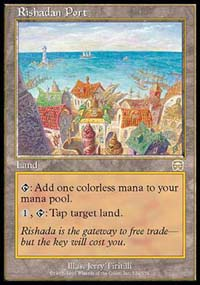 Rishadan Port
Land
: Add one colorless mana to your
mana pool.
1, : Tap target land.
Rishada is the gateway to free trade—
but the key will cost you.
Illus. Jerry Tiritilli